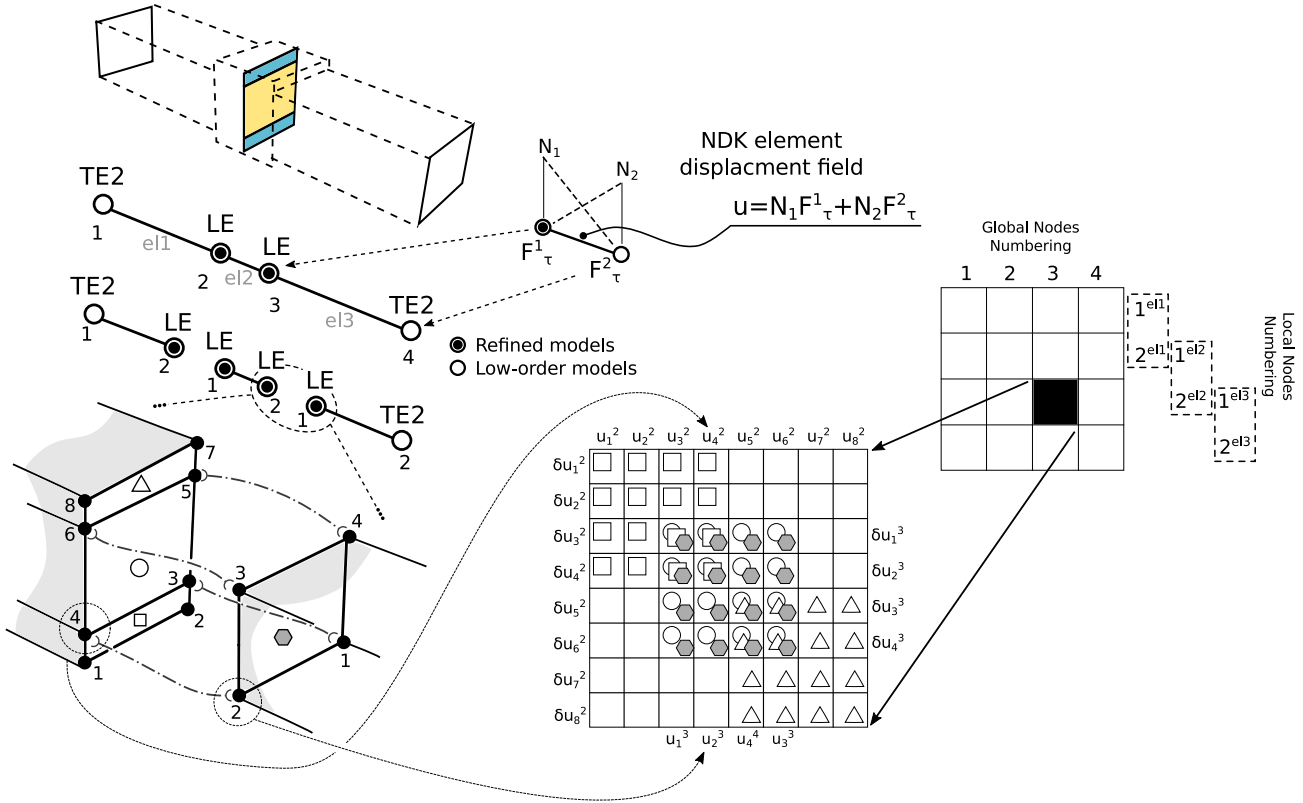 NDK element
displacment field
u=N₁F¹τ+N₂F²τ
N₁
N₂
F¹τ
F²τ
TE2
1
el1
LE
2
el2
LE
3
el3
TE2
4
TE2
1
LE
2
LE
1
LE
2
LE
1
TE2
2
Refined models
Low-order models
Global Nodes
Numbering
1 2 3 4
1ᵉˡ¹
2ᵉˡ¹
1ᵉˡ²
2ᵉˡ²
1ᵉˡ³
2ᵉˡ³
Local Nodes
Numbering
7
8
5
6
3
4
2
1
4
3
1
2
u₁² u₂² u₃² u₄² u₅² u₆² u₇² u₈²
δu₁²
δu₂²
δu₃² δu₁³
δu₄² δu₂³
δu₅² δu₃³
δu₆² δu₄³
δu₇²
δu₈²
u₁³ u₂³ u₄⁴ u₃³